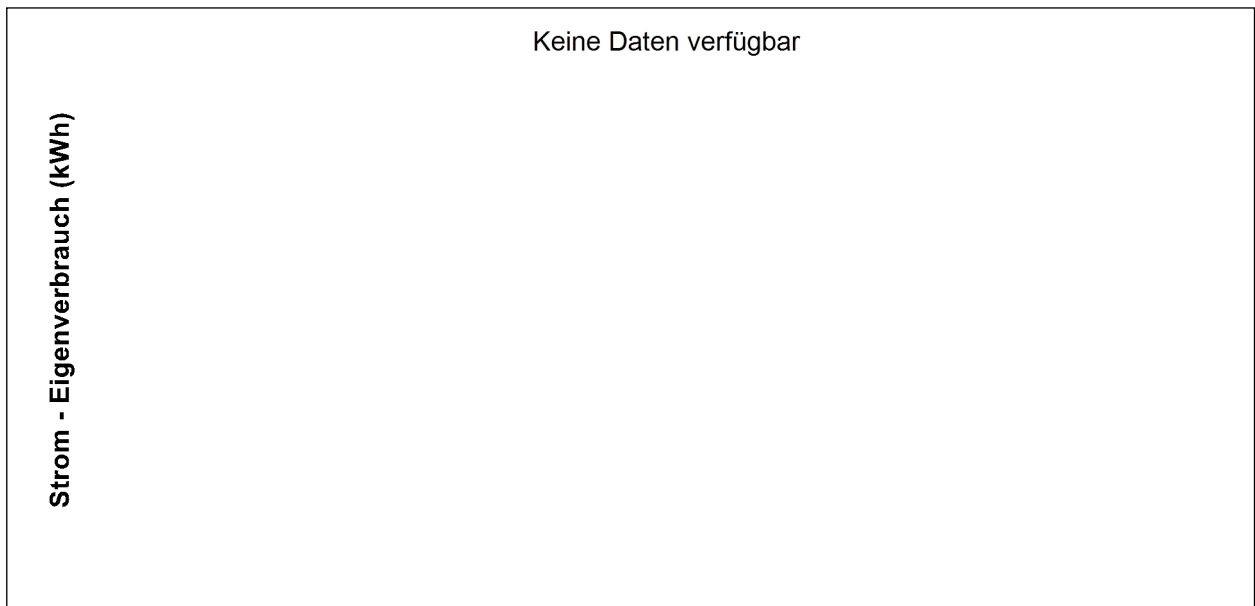 Keine Daten verfügbar
Strom - Eigenverbrauch (kWh)